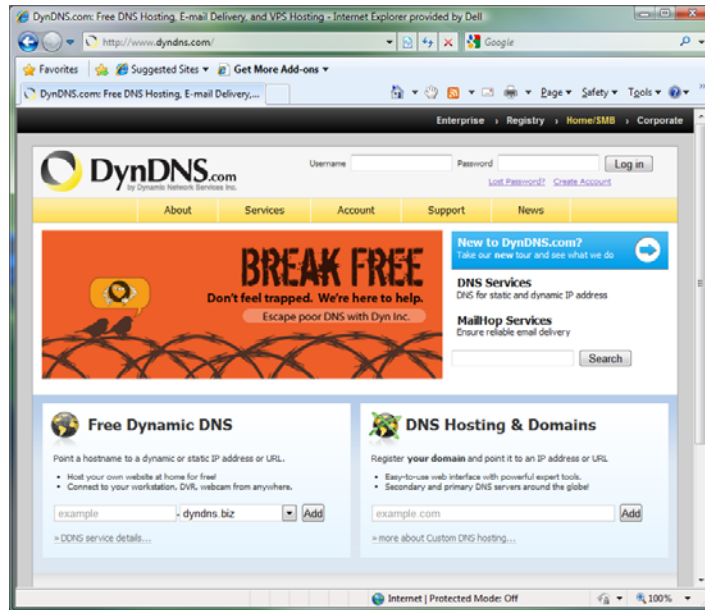 DynDNS.com: Free DNS Hosting, E-mail Delivery, and VPS Hosting - Internet Explorer provided by Dell
http://www.dyndns.com/
Google
Favorites Suggested Sites Get More Add-ons
DynDNS.com: Free DNS Hosting, E-mail Delivery,...
Page Safety Tools
Enterprise › Registry › Home/SMB › Corporate
DynDNS.com
by Dynamic Network Services Inc.
Username Password Log in
Lost Password? Create Account
About Services Account Support News
BREAK FREE
Don't feel trapped. We're here to help.
Escape poor DNS with Dyn Inc.
New to DynDNS.com?
Take our new tour and see what we do
DNS Services
DNS for static and dynamic IP address
MailHop Services
Ensure reliable email delivery
Search
Free Dynamic DNS
Point a hostname to a dynamic or static IP address or URL.
• Host your own website at home for free!
• Connect to your workstation, DVR, webcam from anywhere.
example . dyndns.biz Add
» DDNS service details...
DNS Hosting & Domains
Register your domain and point it to an IP address or URL
• Easy-to-use web interface with powerful expert tools.
• Secondary and primary DNS servers around the globe!
example.com Add
» more about Custom DNS hosting...
Internet | Protected Mode: Off 100%